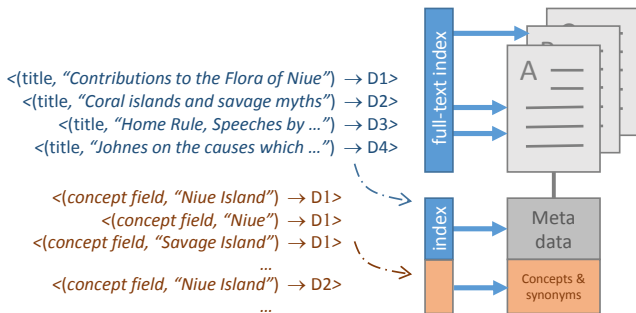 <(title, “Contributions to the Flora of Niue”) → D1>
<(title, “Coral islands and savage myths”) → D2>
<(title, “Home Rule, Speeches by …”) → D3>
<(title, “Johnes on the causes which …”) → D4>
<(concept field, “Niue Island”) → D1>
<(concept field, “Niue”) → D1>
<(concept field, “Savage Island”) → D1>
…
<(concept field, “Niue Island”) → D2>
…
full-text index
A
index
Meta
data
Concepts &
synonyms